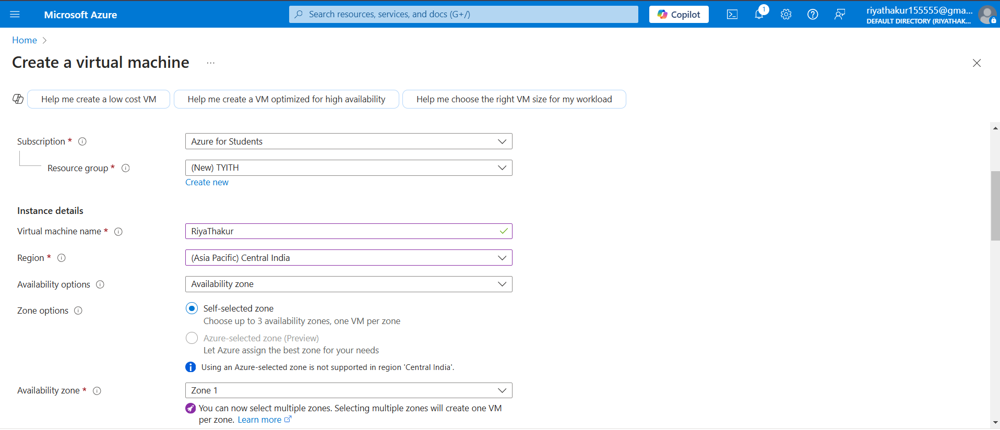 Microsoft Azure
Search resources, services, and docs (G+/)
Copilot
1
riyathakur155555@gma...
DEFAULT DIRECTORY (RIYATHAK...
Home
Create a virtual machine
...
Help me create a low cost VM
Help me create a VM optimized for high availability
Help me choose the right VM size for my workload
Subscription *
Azure for Students
Resource group *
(New) TYITH
Create new
Instance details
Virtual machine name *
RiyaThakur
Region *
(Asia Pacific) Central India
Availability options
Availability zone
Zone options
Self-selected zone
Choose up to 3 availability zones, one VM per zone
Azure-selected zone (Preview)
Let Azure assign the best zone for your needs
Using an Azure-selected zone is not supported in region 'Central India'.
Availability zone *
Zone 1
You can now select multiple zones. Selecting multiple zones will create one VM
per zone. Learn more